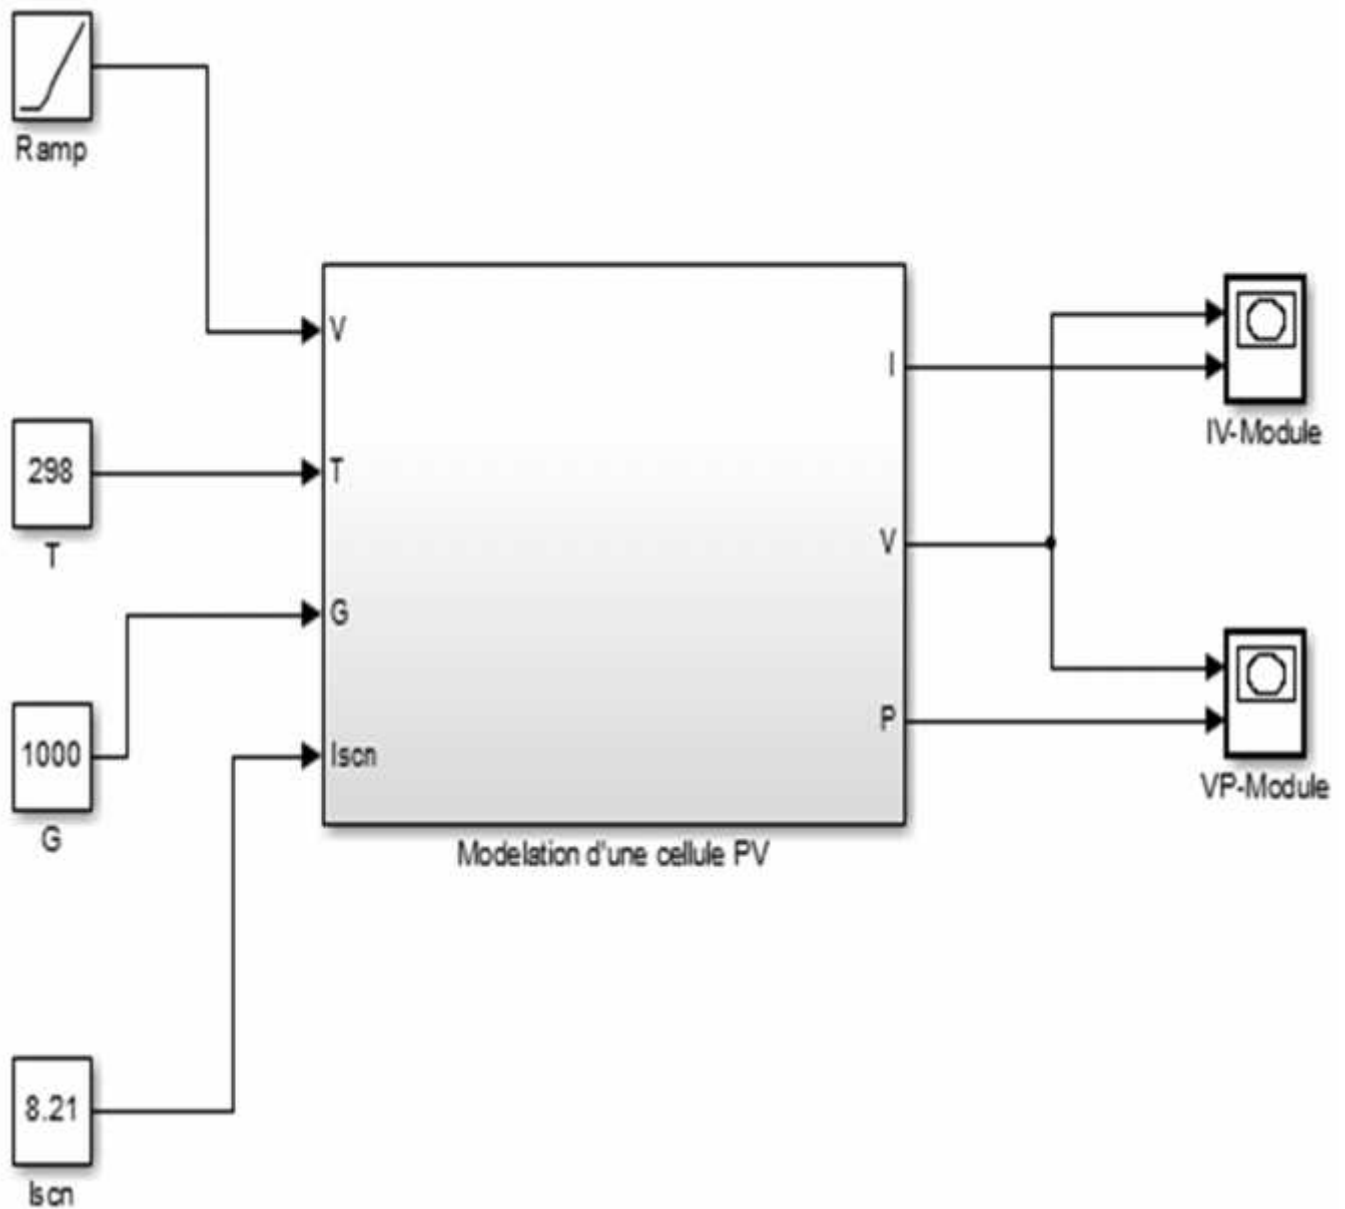 Ramp
V
I
IV-Module
298
T
T
V
G
1000
G
P
Iscn
VP-Module
Modelation d'une cellule PV
8.21
Iscn